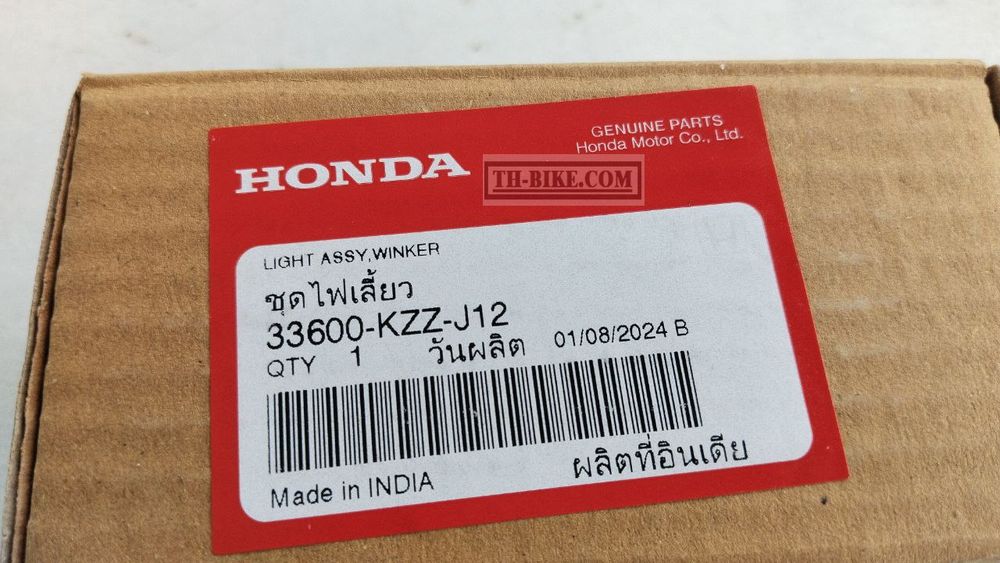 HONDA
GENUINE PARTS
Honda Motor Co., Ltd.
TH-BIKE.COM
LIGHT ASSY,WINKER
ชุดไฟเลี้ยว
33600-KZZ-J12
QTY 1 วันผลิต 01/08/2024 B
Made in INDIA ผลิตที่อินเดีย